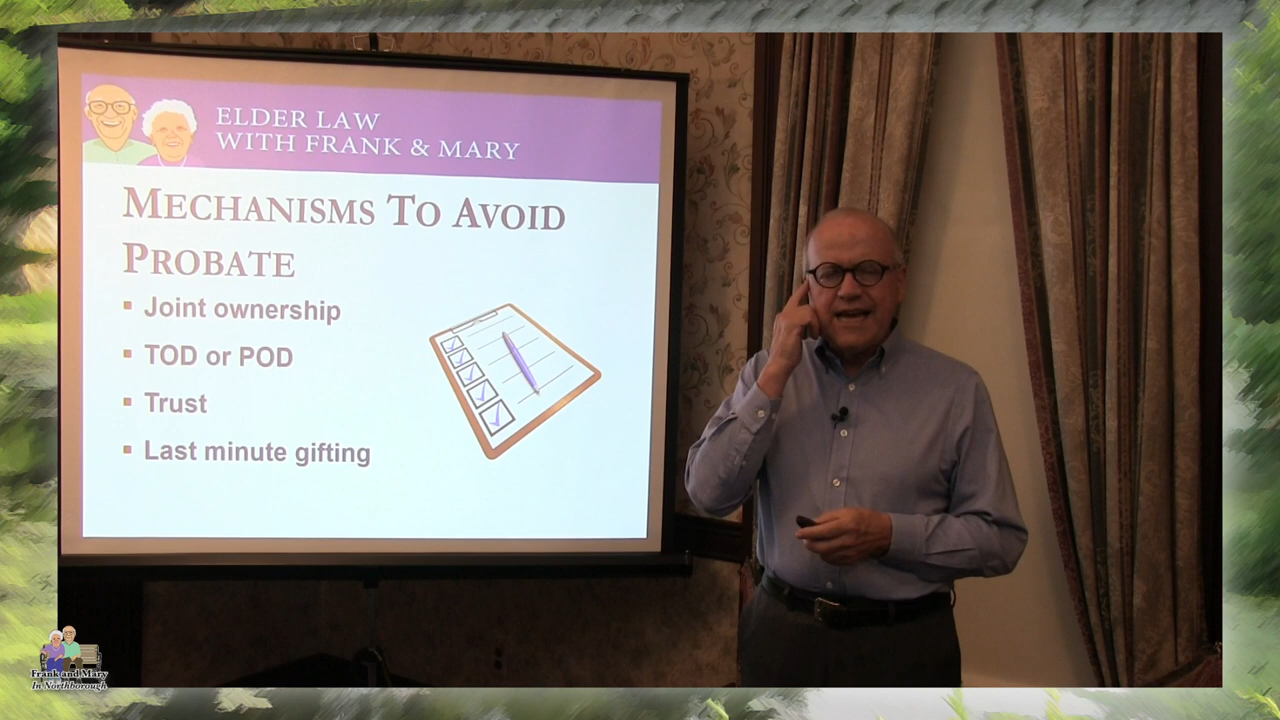 ELDER LAW
WITH FRANK & MARY
MECHANISMS TO AVOID
PROBATE
Joint ownership
TOD or POD
Trust
Last minute gifting
Frank and Mary
In Northborough